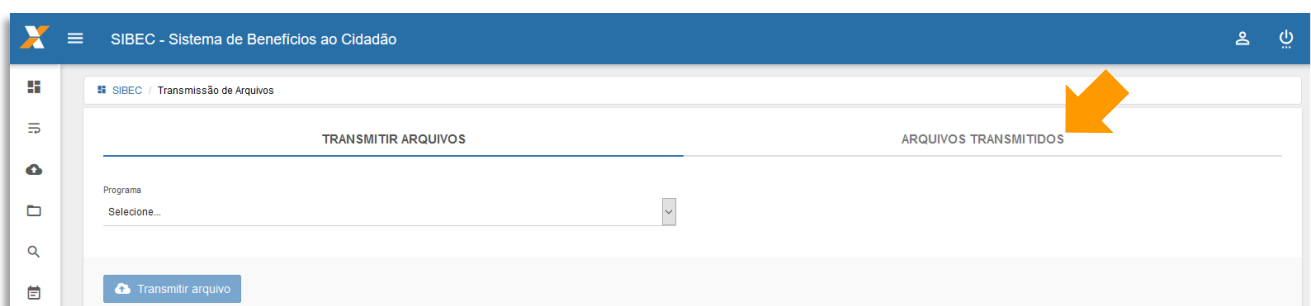 SIBEC - Sistema de Benefícios ao Cidadão
SIBEC / Transmissão de Arquivos
TRANSMITIR ARQUIVOS
ARQUIVOS TRANSMITIDOS
Programa
Selecione...
Transmitir arquivo